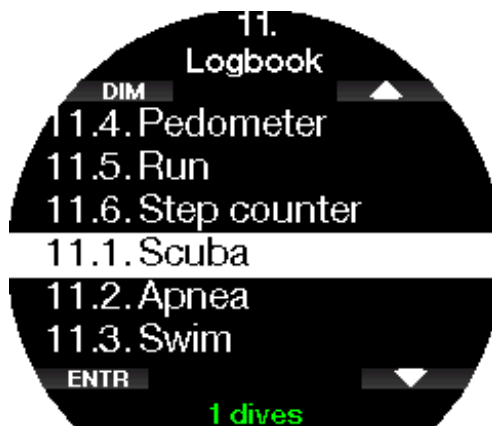 11.
Logbook
DIM
11.4. Pedometer
11.5. Run
11.6. Step counter
11.1. Scuba
11.2. Apnea
11.3. Swim
ENTR
1 dives